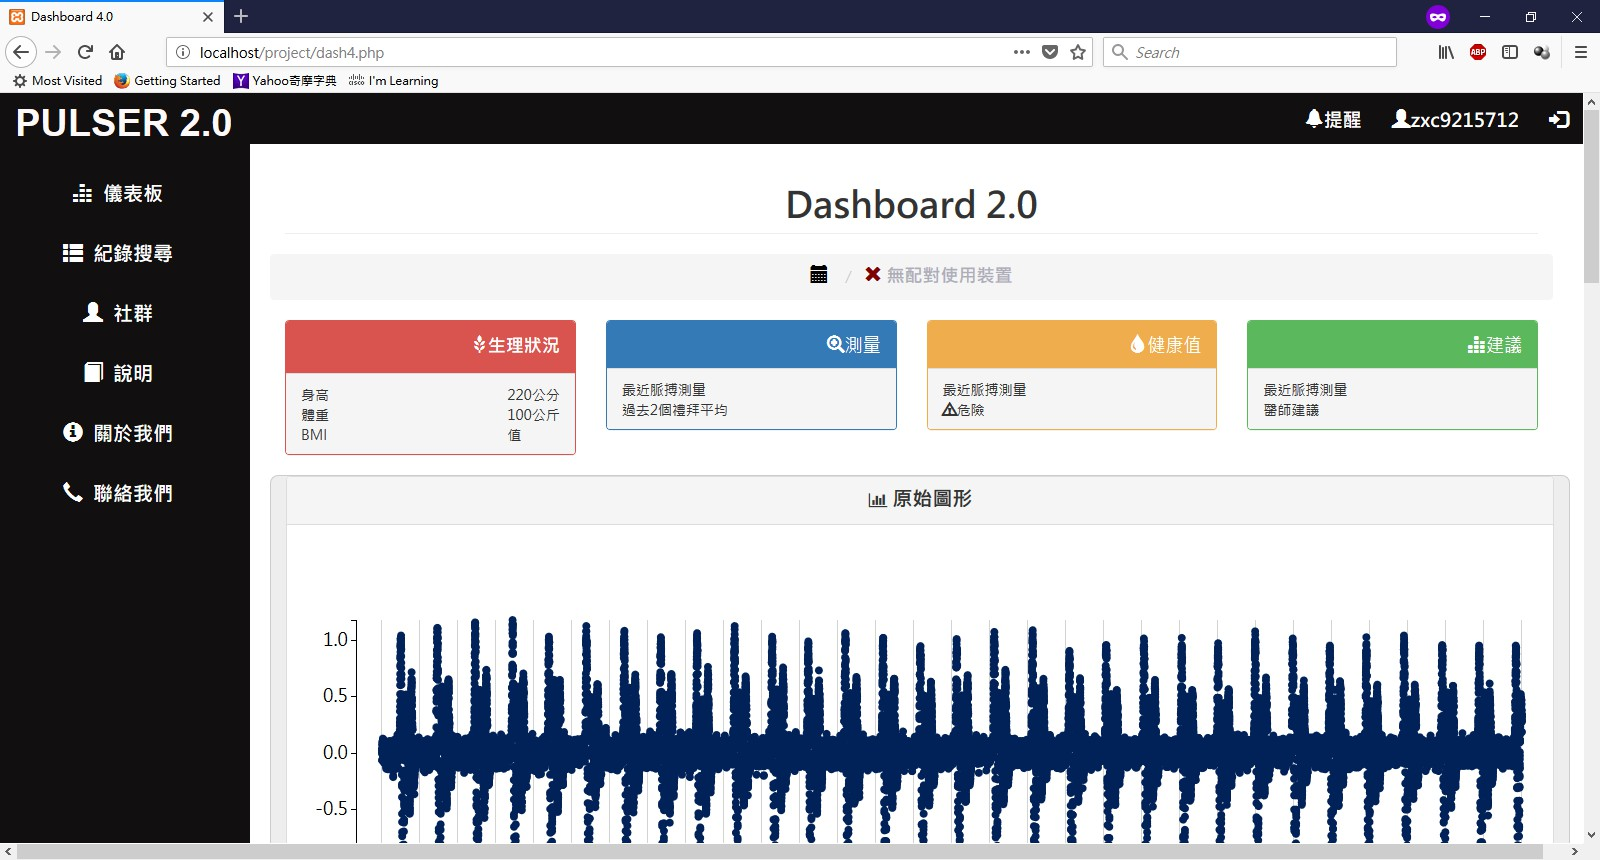 Dashboard 4.0
localhost/project/dash4.php
Search
Most Visited
Getting Started
Yahoo奇摩字典
I'm Learning
PULSER 2.0
提醒
zxc9215712
儀表板
紀錄搜尋
社群
說明
關於我們
聯絡我們
Dashboard 2.0
/ 無配對使用裝置
生理狀況
身高 220公分
體重 100公斤
BMI 值
測量
最近脈搏測量
過去2個禮拜平均
健康值
最近脈搏測量
危險
建議
最近脈搏測量
醫師建議
原始圖形
1.0
0.5
0.0
-0.5